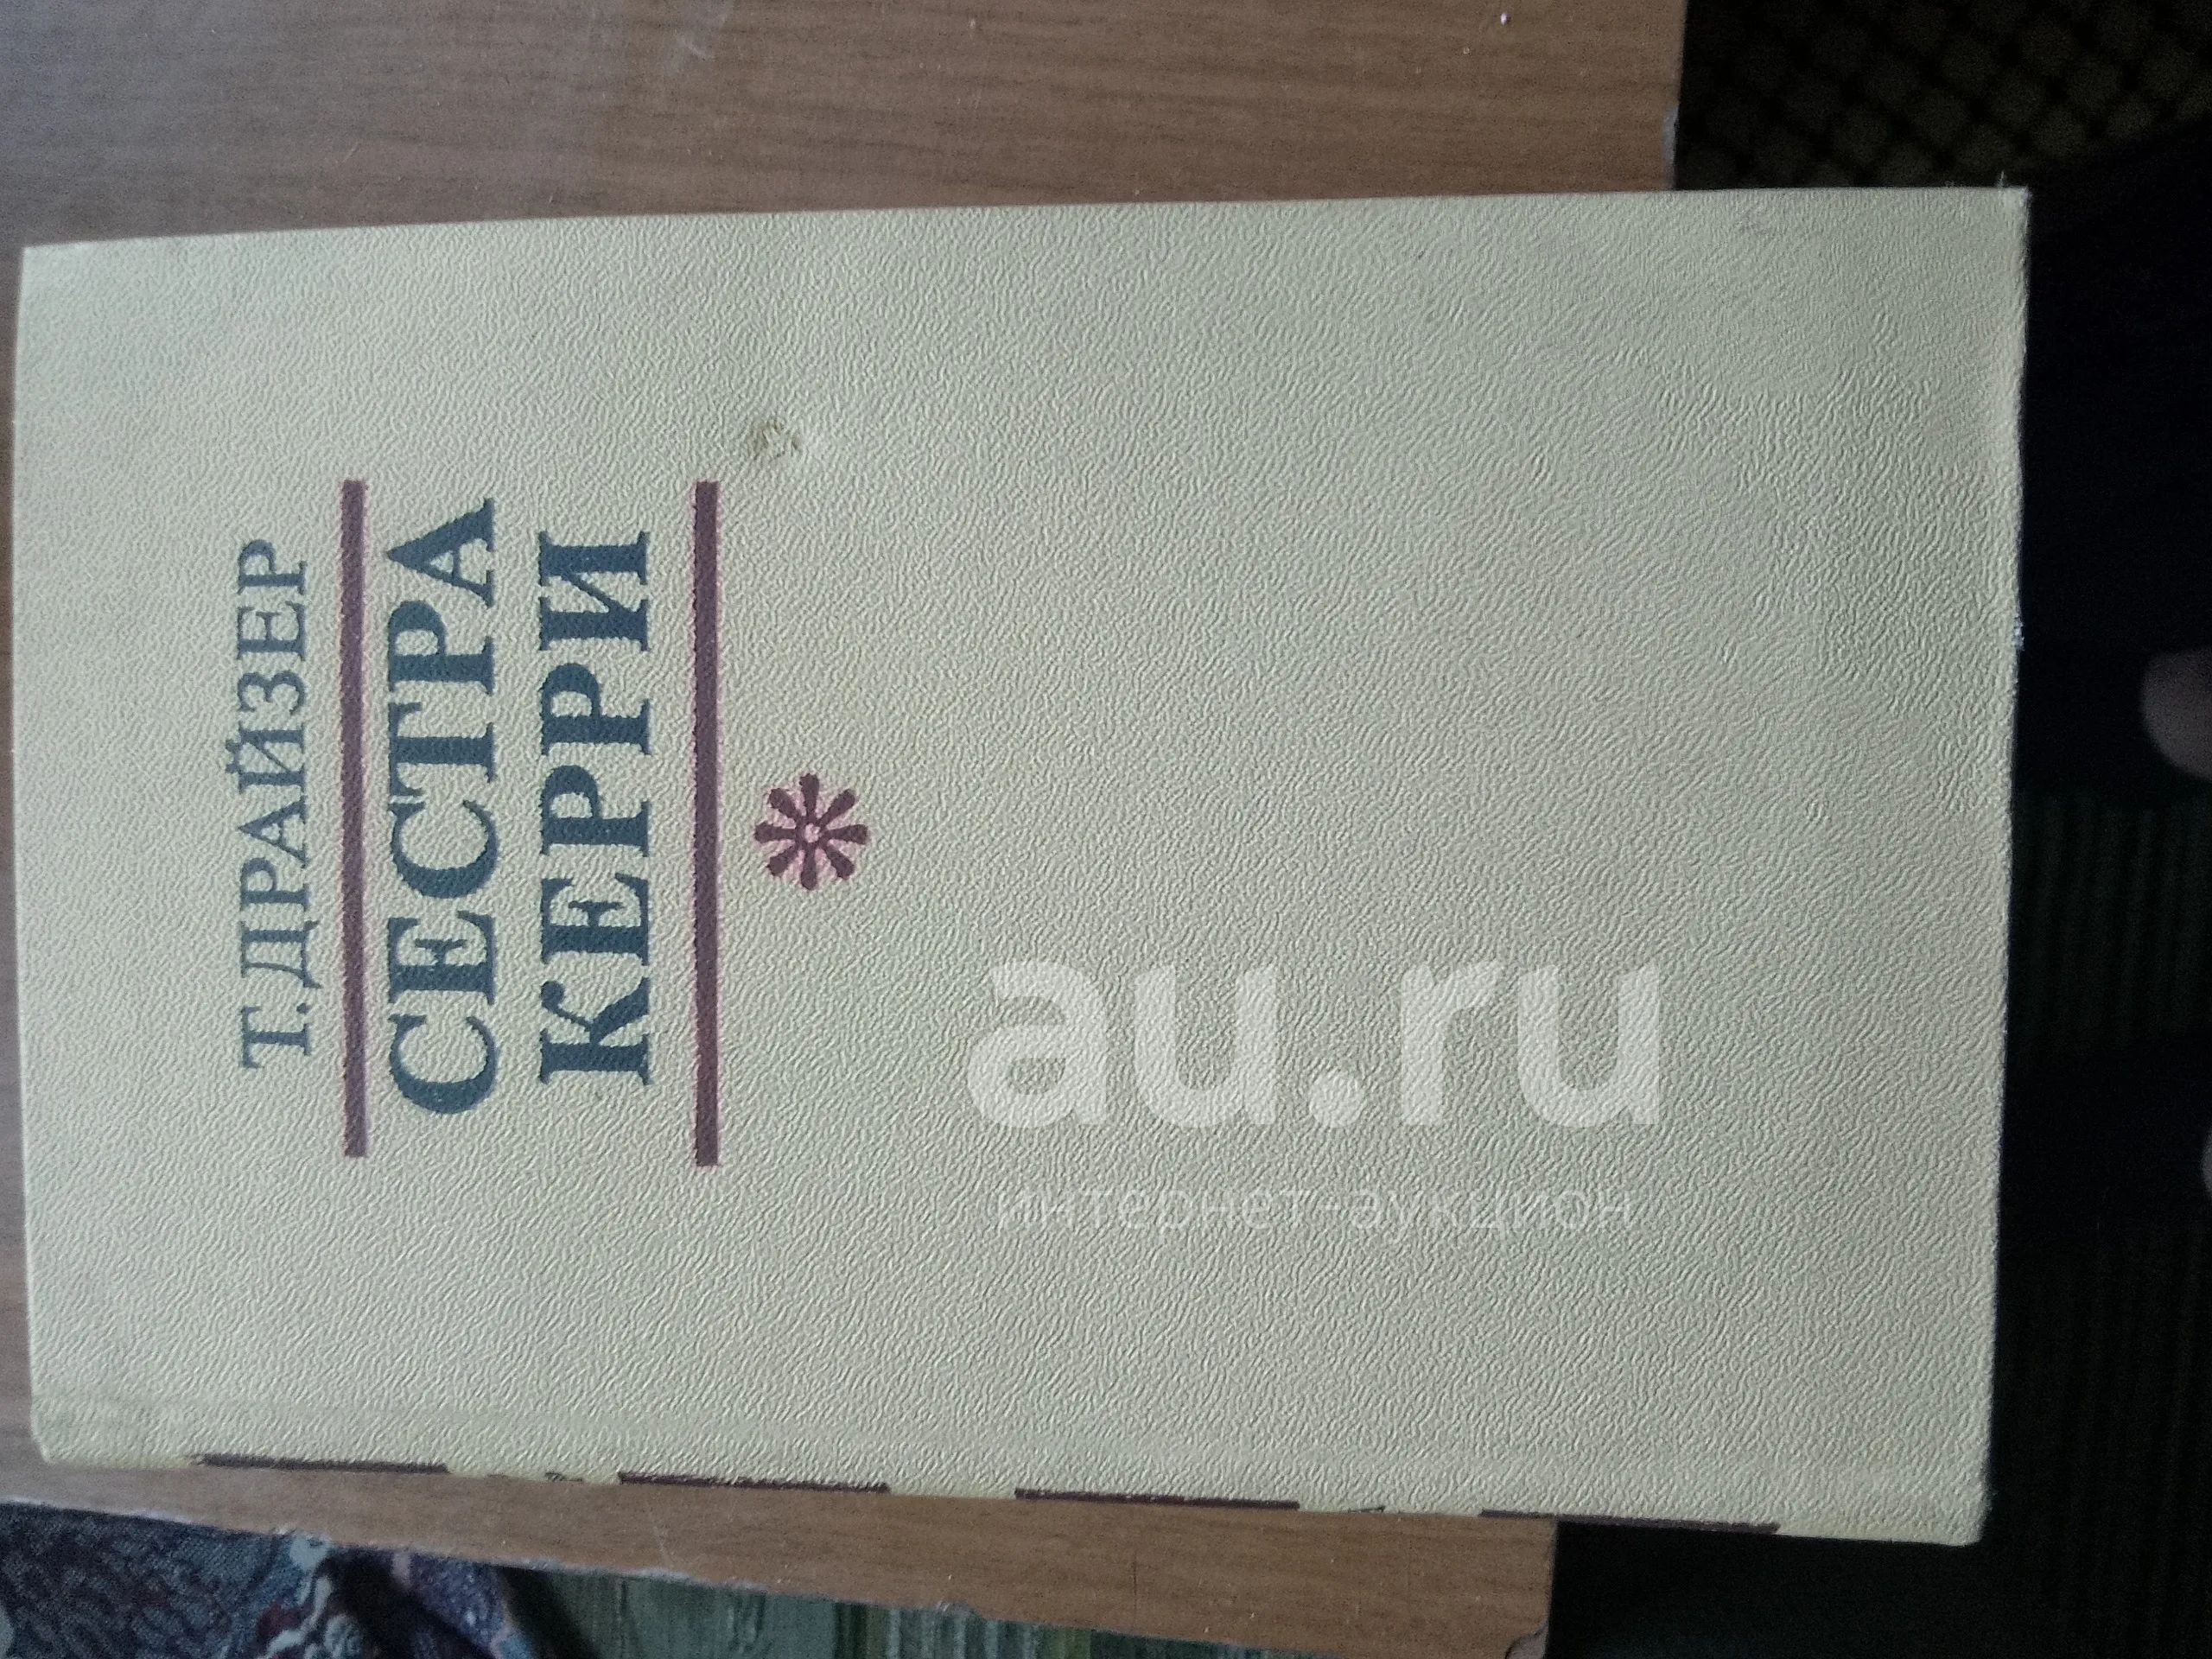 Т.ДРАЙЗЕР
СЕСТРА
КЕРРИ
au.ru
интернет-аукцион